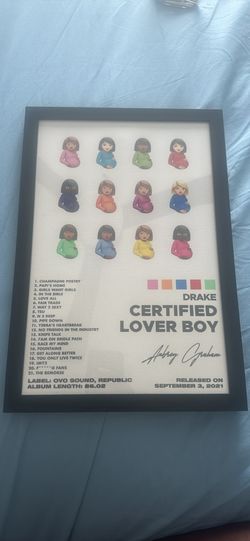 DRAKE
CERTIFIED
LOVER BOY
1. CHAMPAGNE POETRY
2. PAPI'S HOME
3. GIRLS WANT GIRLS
4. IN THE BIBLE
5. LOVE ALL
6. FAIR TRADE
7. WAY 2 SEXY
8. TSU
9. N 2 DEEP
10. PIPE DOWN
11. YEBBA'S HEARTBREAK
12. NO FRIENDS IN THE INDUSTRY
13. KNIFE TALK
14. 7AM ON BRIDLE PATH
15. RACE MY MIND
16. FOUNTAINS
17. GET ALONG BETTER
18. YOU ONLY LIVE TWICE
19. IMY2
20. F*****G FANS
21. THE REMORSE
Aubrey Graham
LABEL: OVO SOUND, REPUBLIC
ALBUM LENGTH: 86.02
RELEASED ON
SEPTEMBER 3, 2021